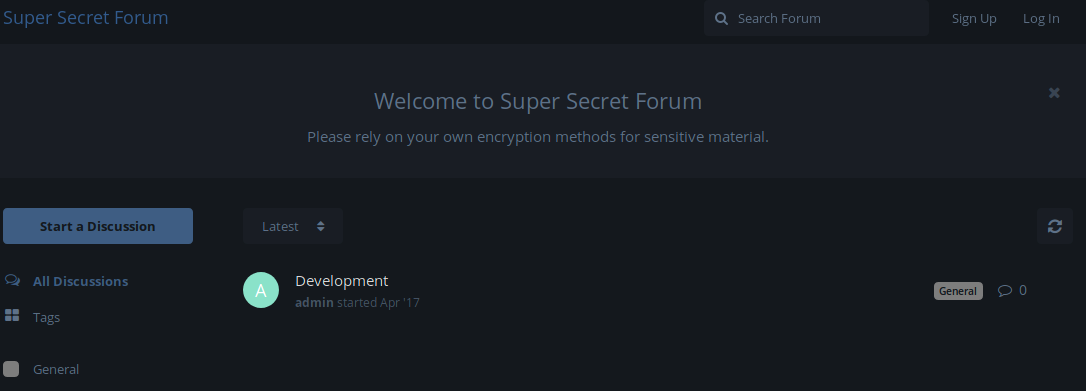 Super Secret Forum
Search Forum
Sign Up
Log In
Welcome to Super Secret Forum
Please rely on your own encryption methods for sensitive material.
Start a Discussion
Latest
All Discussions
A
Development
admin started Apr '17
General
0
Tags
General